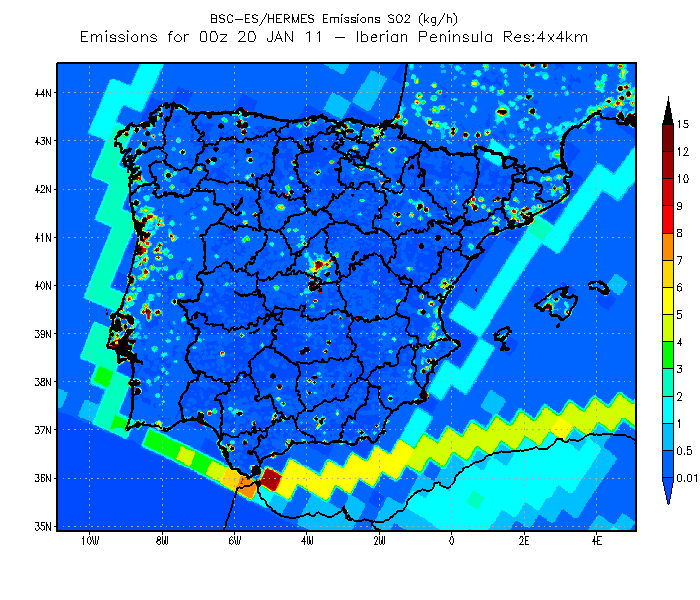 BSC-ES/HERMES Emissions SO2 (kg/h)
Emissions for 00z 20 JAN 11 - Iberian Peninsula Res:4x4km
44N
43N
42N
41N
40N
39N
38N
37N
36N
35N
10W 8W 6W 4W 2W 0 2E 4E
15
12
10
9
8
7
6
5
4
3
2
1
0.5
0.01